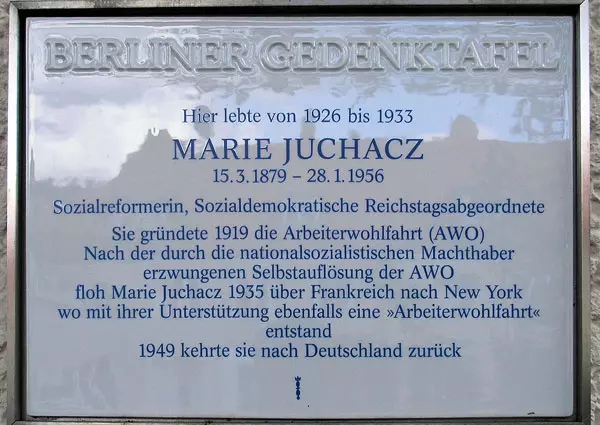 BERLINER GEDENKTAFEL
Hier lebte von 1926 bis 1933
MARIE JUCHACZ
15.3.1879 – 28.1.1956
Sozialreformerin, Sozialdemokratische Reichstagsabgeordnete
Sie gründete 1919 die Arbeiterwohlfahrt (AWO)
Nach der durch die nationalsozialistischen Machthaber
erzwungenen Selbstauflösung der AWO
floh Marie Juchacz 1935 über Frankreich nach New York
wo mit ihrer Unterstützung ebenfalls eine »Arbeiterwohlfahrt«
entstand
1949 kehrte sie nach Deutschland zurück